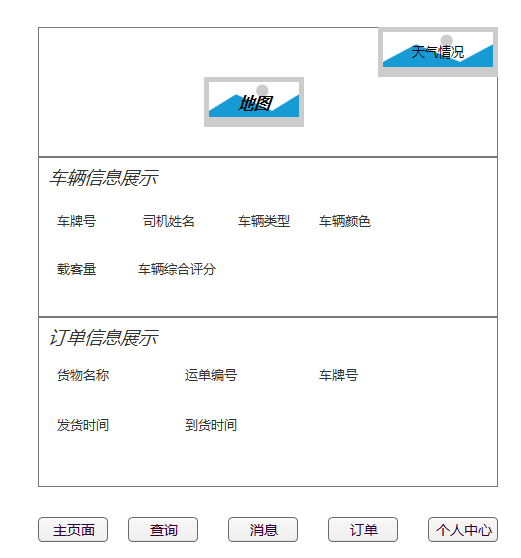 天气情况
地图
车辆信息展示
车牌号 司机姓名 车辆类型 车辆颜色
载客量 车辆综合评分
订单信息展示
货物名称 运单编号 车牌号
发货时间 到货时间
主页面 查询 消息 订单 个人中心